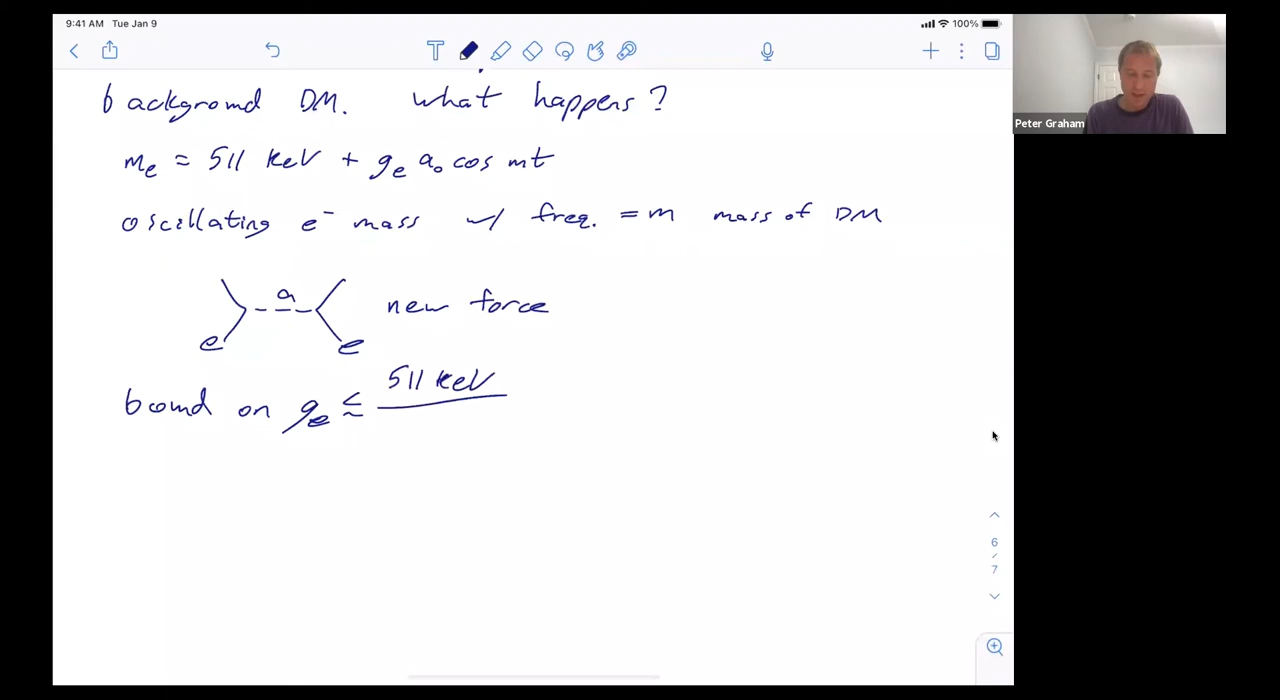 9:41 AM Tue Jan 9
100%
background DM. what happens?
mₑ = 511 keV + gₑ a₀ cos mt
oscillating e⁻ mass w/ freq. = m mass of DM
a
new force
e e
511 keV
bound on gₑ ≲
Peter Graham
6
/
7